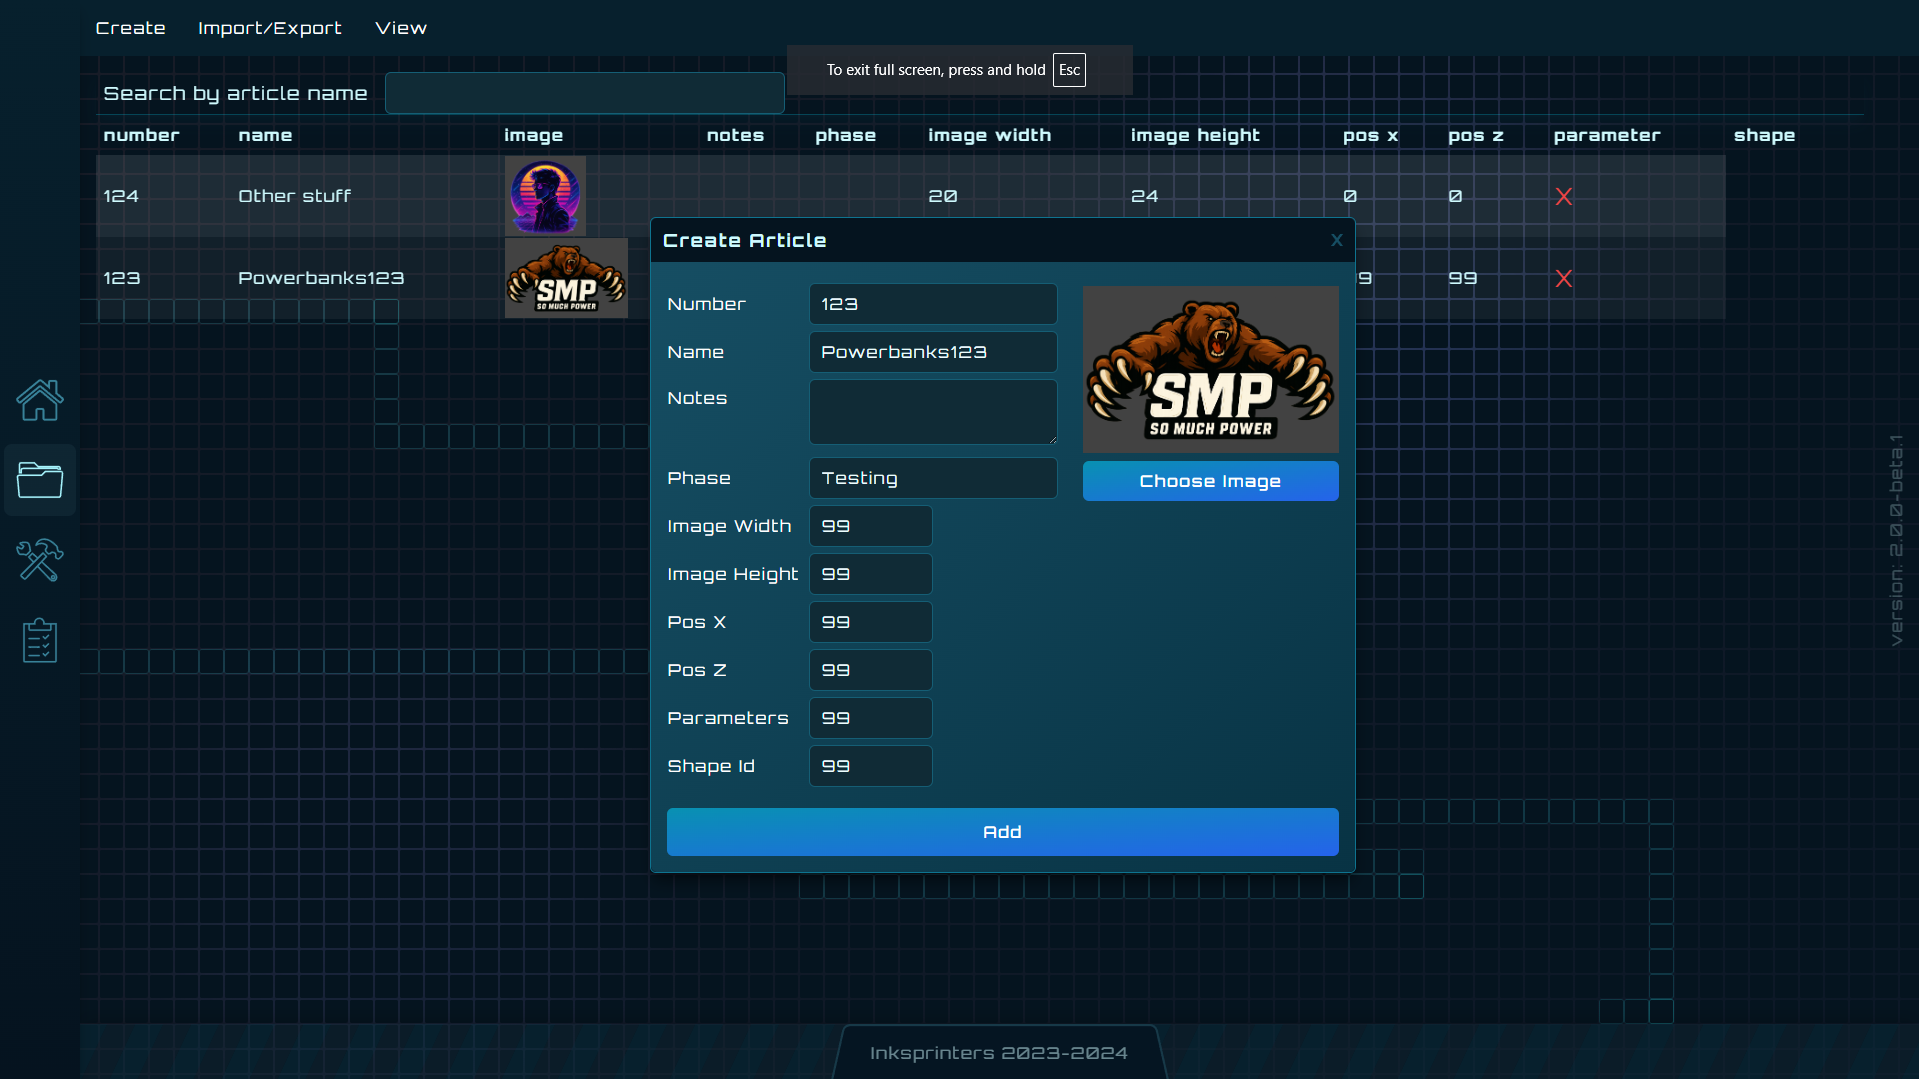 Create Import/Export View
To exit full screen, press and hold Esc
Search by article name
number name image notes phase image width image height pos x pos z parameter shape
124 Other stuff 20 24 0 0 X
123 Powerbanks123 SMP SO MUCH POWER 99 X
Create Article x
Number 123
Name Powerbanks123
Notes
SMP
SO MUCH POWER
Phase Testing
Choose Image
Image Width 99
Image Height 99
Pos X 99
Pos Z 99
Parameters 99
Shape Id 99
Add
version: 2.0.0-beta.1
Inksprinters 2023-2024